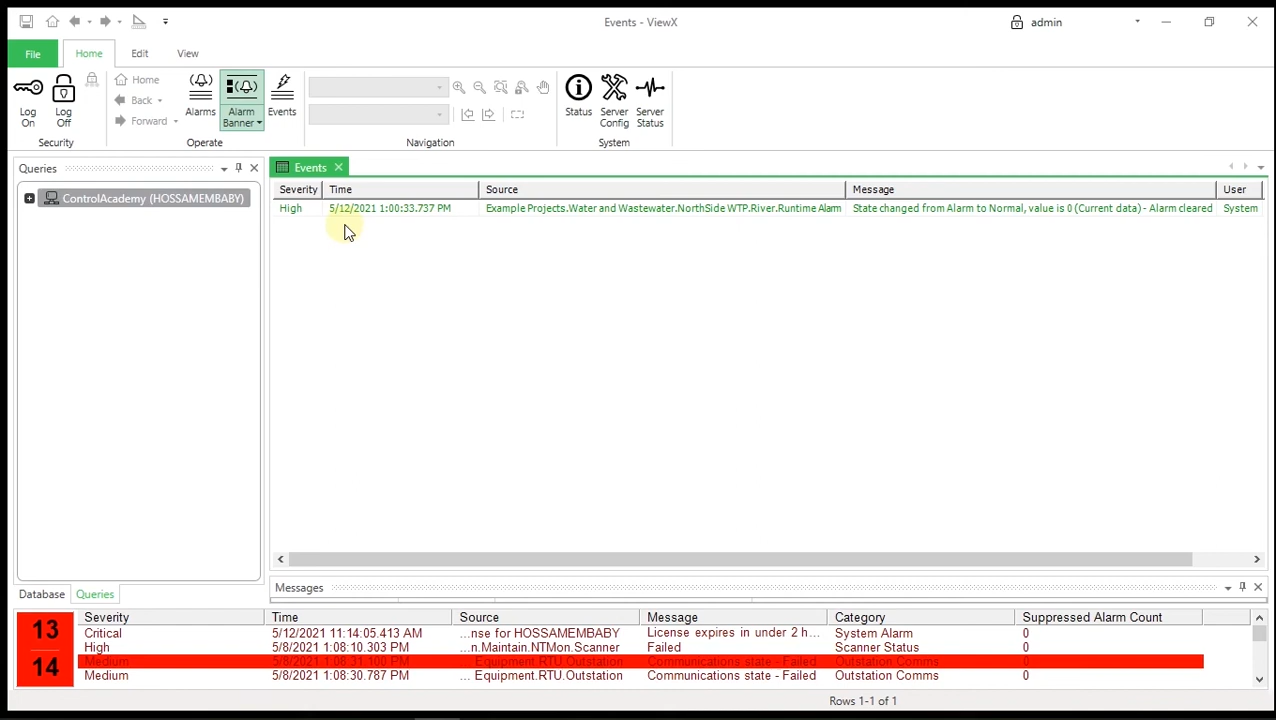 Events - ViewX
admin
File Home Edit View
Log On
Log Off
Home
Back
Forward
Alarms
Alarm Banner
Events
Status
Server Config
Server Status
Security Operate Navigation System
Queries
Events
ControlAcademy (HOSSAMEMBABY)
Severity Time Source Message User
High 5/12/2021 1:00:33.737 PM Example Projects.Water and Wastewater.NorthSide WTP.River.Runtime Alarm State changed from Alarm to Normal, value is 0 (Current data) - Alarm cleared System
Database Queries
Messages
13
14
Severity Time Source Message Category Suppressed Alarm Count
Critical 5/12/2021 11:14:05.413 AM ...nse for HOSSAMEMBABY License expires in under 2 h... System Alarm 0
High 5/8/2021 1:08:10.303 PM ...n.Maintain.NTMon.Scanner Failed Scanner Status 0
Medium 5/8/2021 1:08:31.100 PM ... Equipment.RTU.Outstation Communications state - Failed Outstation Comms 0
Medium 5/8/2021 1:08:30.787 PM ... Equipment.RTU.Outstation Communications state - Failed Outstation Comms 0
Rows 1-1 of 1